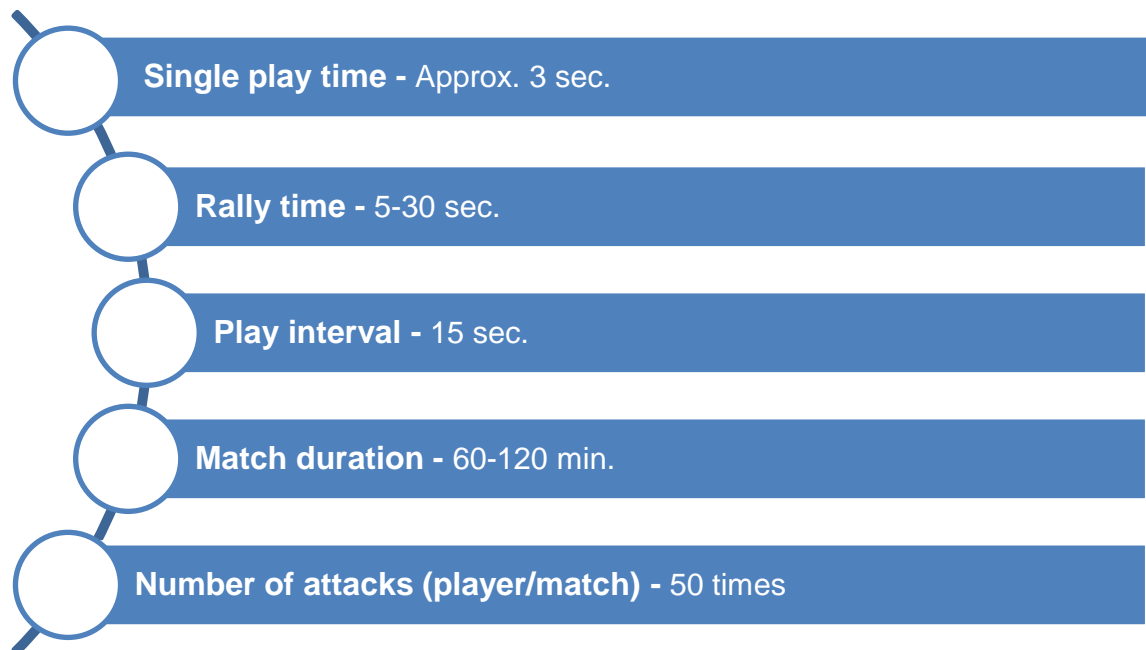 Single play time - Approx. 3 sec.
Rally time - 5-30 sec.
Play interval - 15 sec.
Match duration - 60-120 min.
Number of attacks (player/match) - 50 times